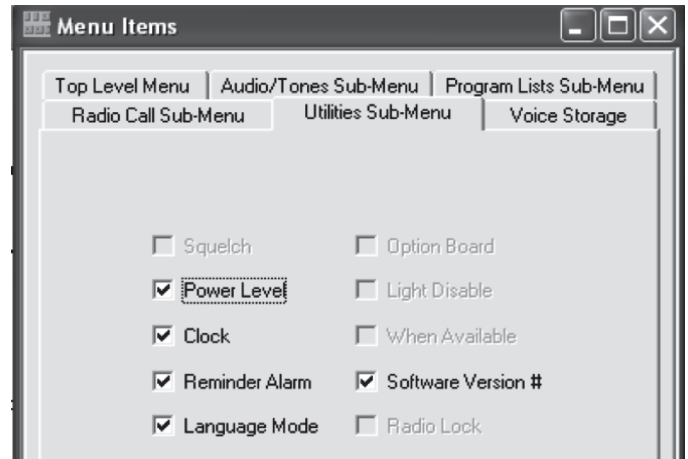 Menu Items
Top Level Menu Audio/Tones Sub-Menu Program Lists Sub-Menu
Radio Call Sub-Menu Utilities Sub-Menu Voice Storage
Squelch Option Board
Power Level Light Disable
Clock When Available
Reminder Alarm Software Version #
Language Mode Radio Lock